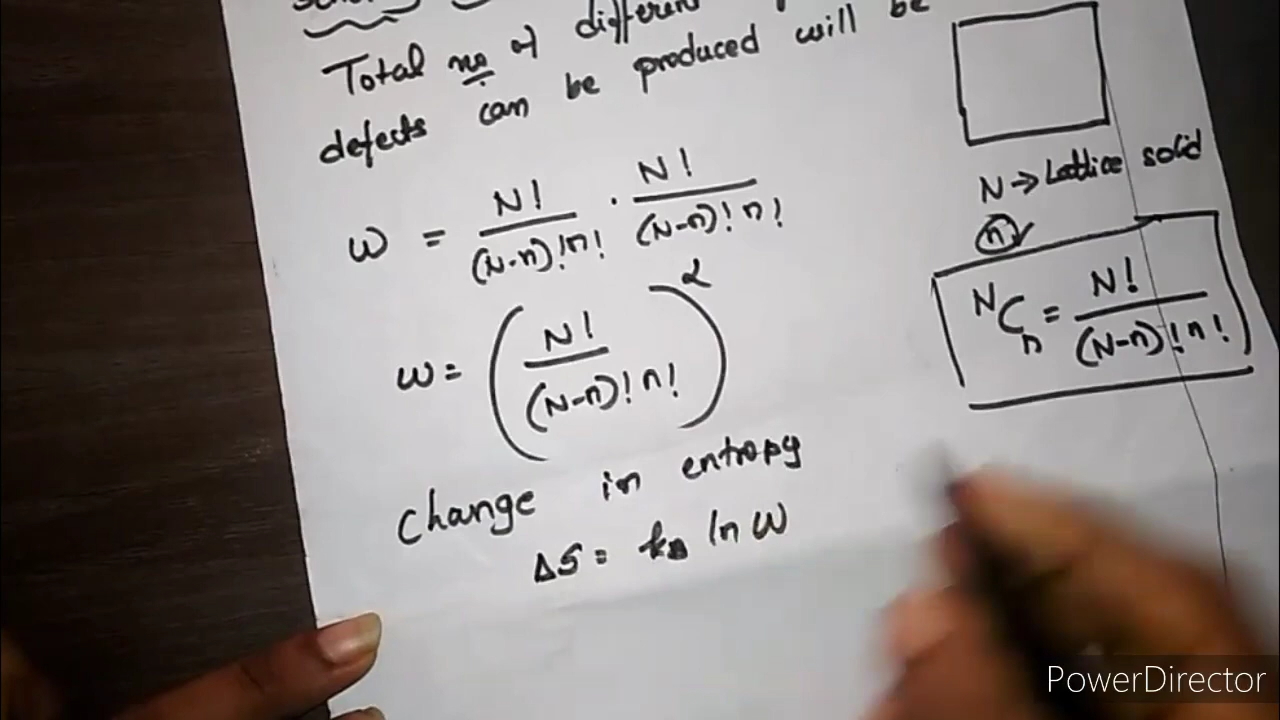 Total no of different
defects can be produced will be
ω = N! / (N-n)! n! . N! / (N-n)! n!
ω = ( N! / (N-n)! n! )²
Change in entropy
ΔS = kB ln ω
N → Lattice solid
n
ᴺCₙ = N! / (N-n)! n!
PowerDirector